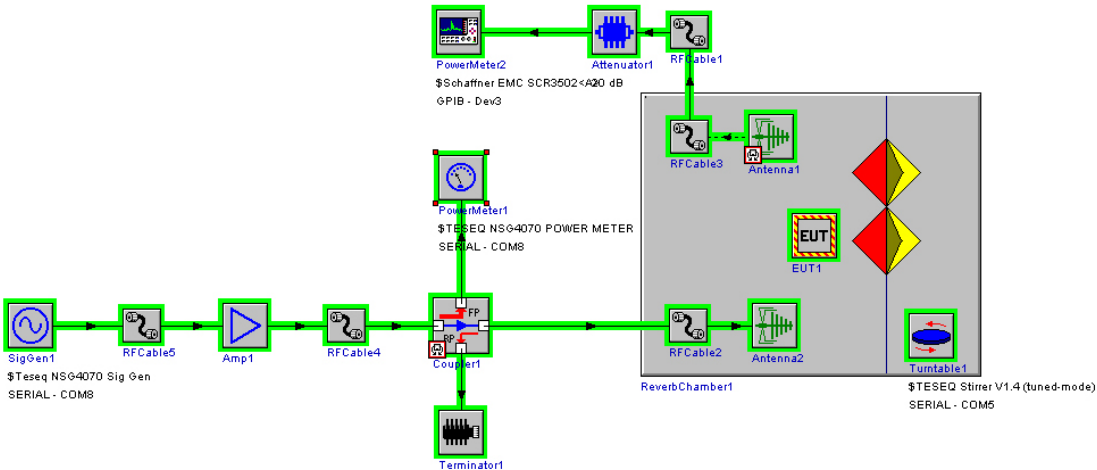 PowerMeter2
Attenuator1
RFCable1
$Schaffner EMC SCR3502<A20 dB
GPIB - Dev3
RFCable3
Antenna1
PowerMeter1
$TESEQ NSG4070 POWER METER
SERIAL - COM8
EUT
EUT1
FP
RP
SigGen1
RFCable5
Amp1
RFCable4
Coupler1
RFCable2
Antenna2
Turntable1
$Teseq NSG4070 Sig Gen
SERIAL - COM8
ReverbChamber1
$TESEQ Stirrer V1.4 (tuned-mode)
SERIAL - COM5
Terminator1